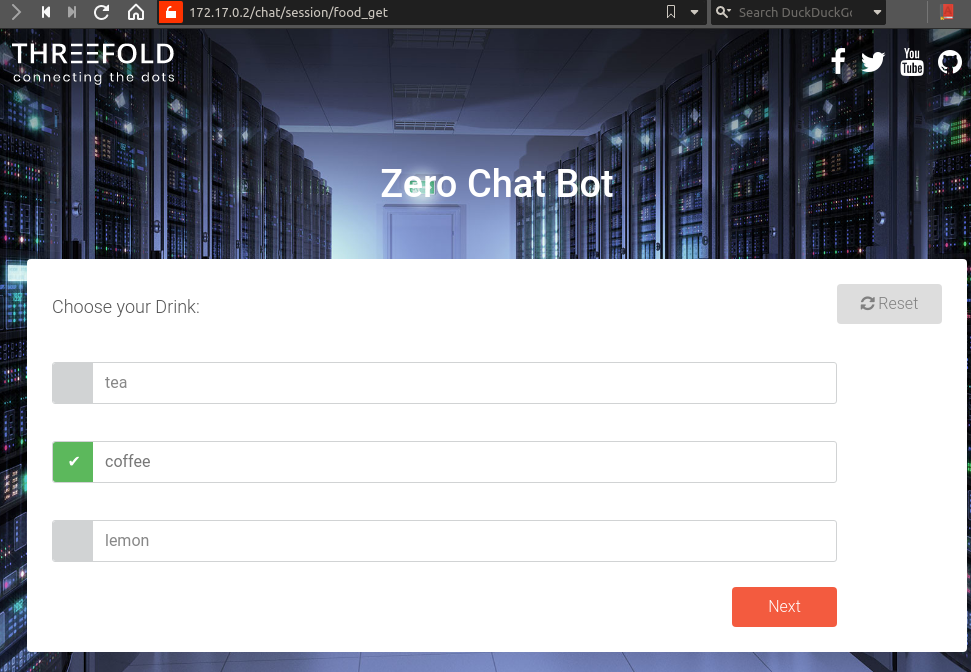 172.17.0.2/chat/session/food_get
Search DuckDuckGo
THREEFOLD
connecting the dots
You
Tube
Zero Chat Bot
Choose your Drink:
Reset
tea
coffee
lemon
Next